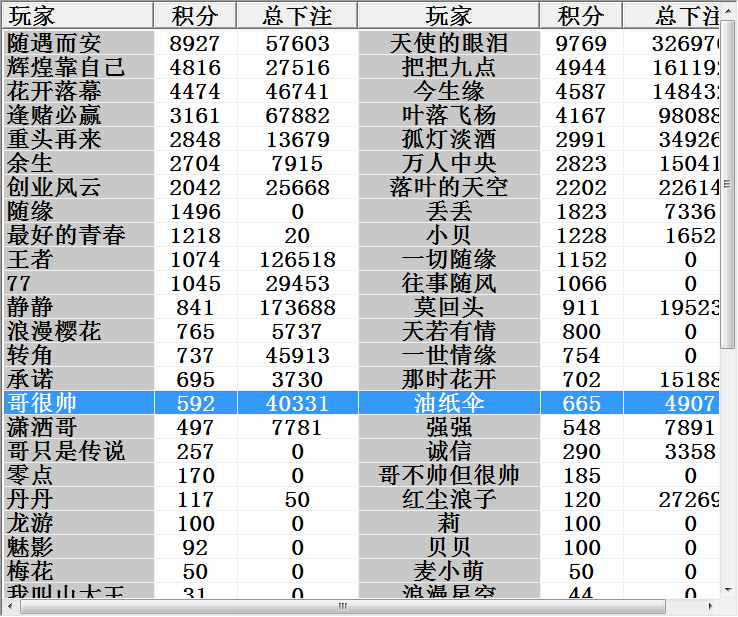 玩家 积分 总下注 玩家 积分 总下注
随遇而安 8927 57603 天使的眼泪 9769 32697
辉煌靠自己 4816 27516 把把九点 4944 16119
花开落幕 4474 46741 今生缘 4587 14843
逢赌必赢 3161 67882 叶落飞杨 4167 98088
重头再来 2848 13679 孤灯淡酒 2991 34926
余生 2704 7915 万人中央 2823 15041
创业风云 2042 25668 落叶的天空 2202 22614
随缘 1496 0 丢丢 1823 7336
最好的青春 1218 20 小贝 1228 1652
王者 1074 126518 一切随缘 1152 0
77 1045 29453 往事随风 1066 0
静静 841 173688 莫回头 911 19523
浪漫樱花 765 5737 天若有情 800 0
转角 737 45913 一世情缘 754 0
承诺 695 3730 那时花开 702 15188
哥很帅 592 40331 油纸伞 665 4907
潇洒哥 497 7781 强强 548 7891
哥只是传说 257 0 诚信 290 3358
零点 170 0 哥不帅但很帅 185 0
丹丹 117 50 红尘浪子 120 27269
龙游 100 0 莉 100 0
魅影 92 0 贝贝 100 0
梅花 50 0 麦小萌 50 0
我叫山大王 31 0 浪漫星空 44 0